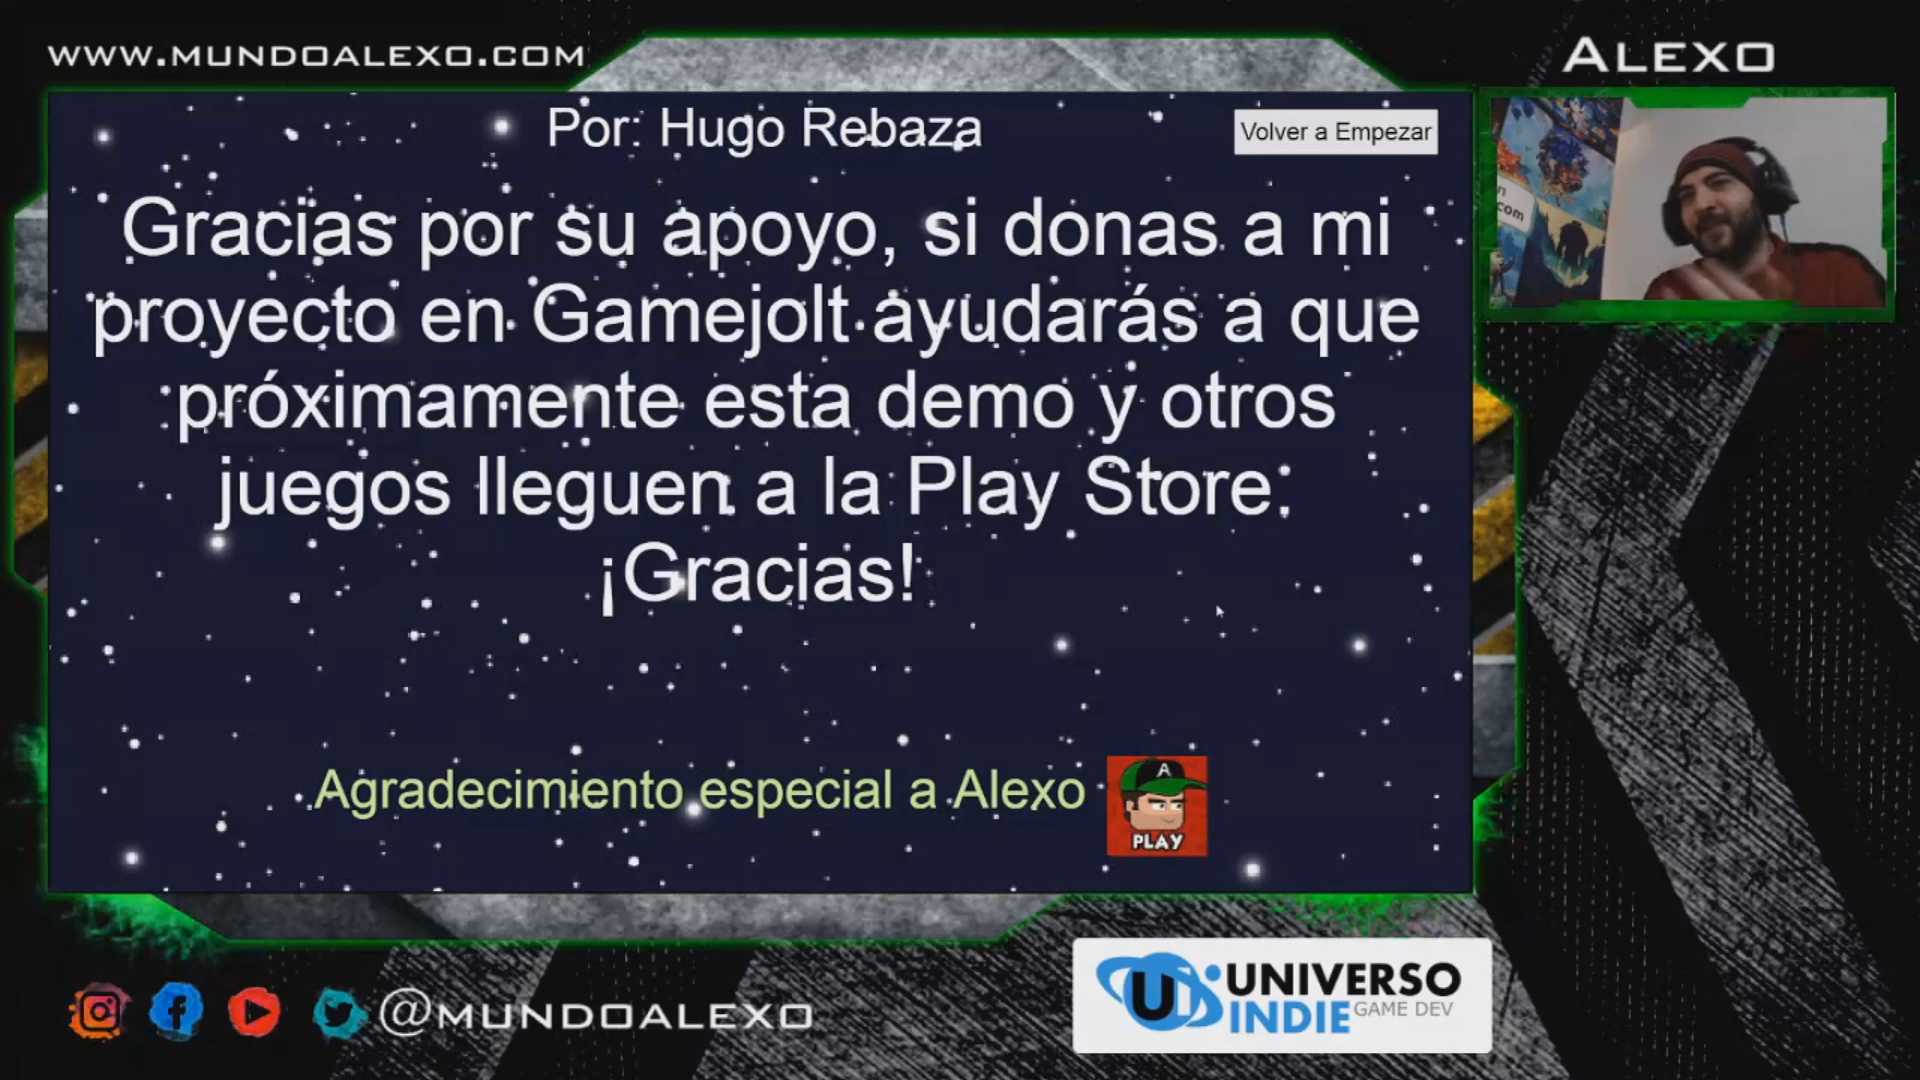 WWW.MUNDOALEXO.COM
ALEXO
Por: Hugo Rebaza
Volver a Empezar
Gracias por su apoyo, si donas a mi
proyecto en Gamejolt ayudarás a que
próximamente esta demo y otros
juegos lleguen a la Play Store.
¡Gracias!
n
com
Agradecimiento especial a Alexo
A
PLAY
@MUNDOALEXO
UNIVERSO
INDIE GAME DEV